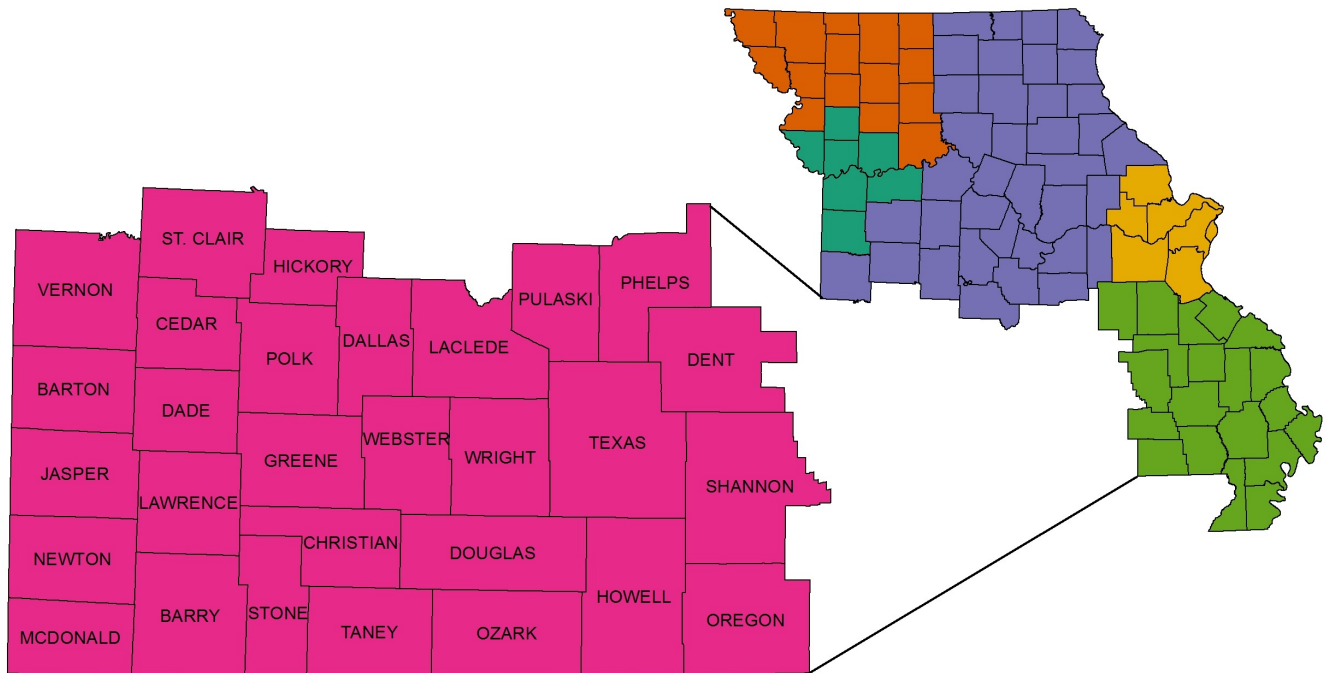 ST. CLAIR
HICKORY
VERNON
PHELPS
PULASKI
CEDAR
DALLAS
LACLEDE
POLK
DENT
BARTON
DADE
WEBSTER
TEXAS
WRIGHT
GREENE
JASPER
SHANNON
LAWRENCE
CHRISTIAN
DOUGLAS
NEWTON
HOWELL
STONE
BARRY
OREGON
TANEY
OZARK
MCDONALD